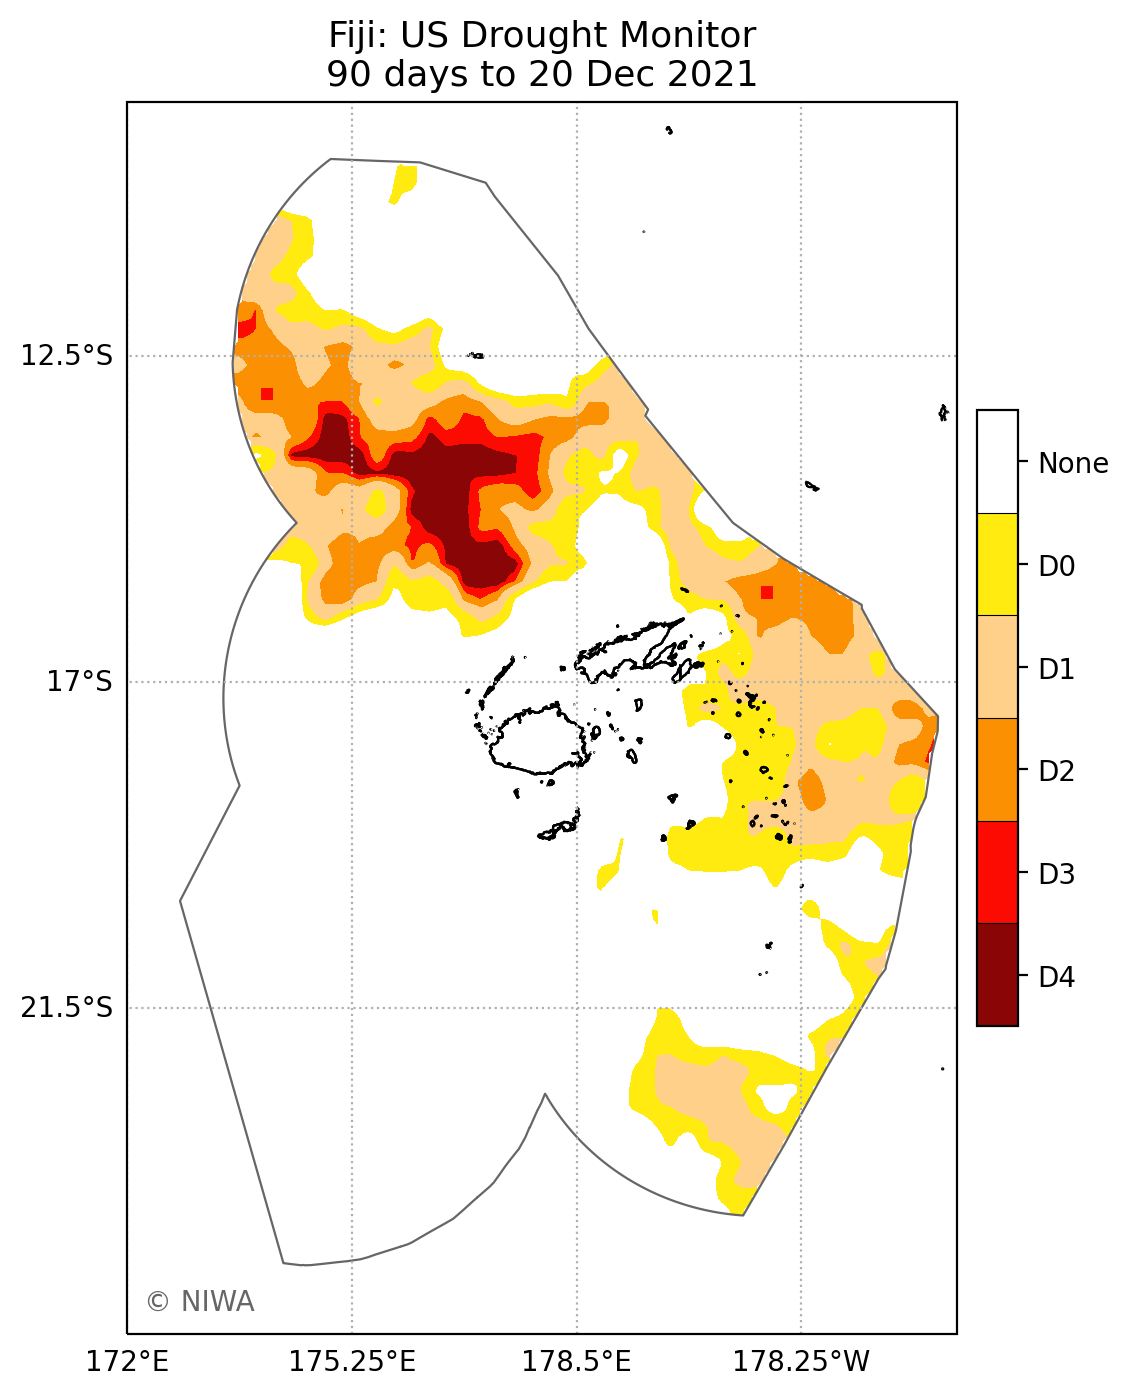 Fiji: US Drought Monitor
90 days to 20 Dec 2021
12.5°S
17°S
21.5°S
172°E
175.25°E
178.5°E
178.25°W
None
D0
D1
D2
D3
D4
© NIWA